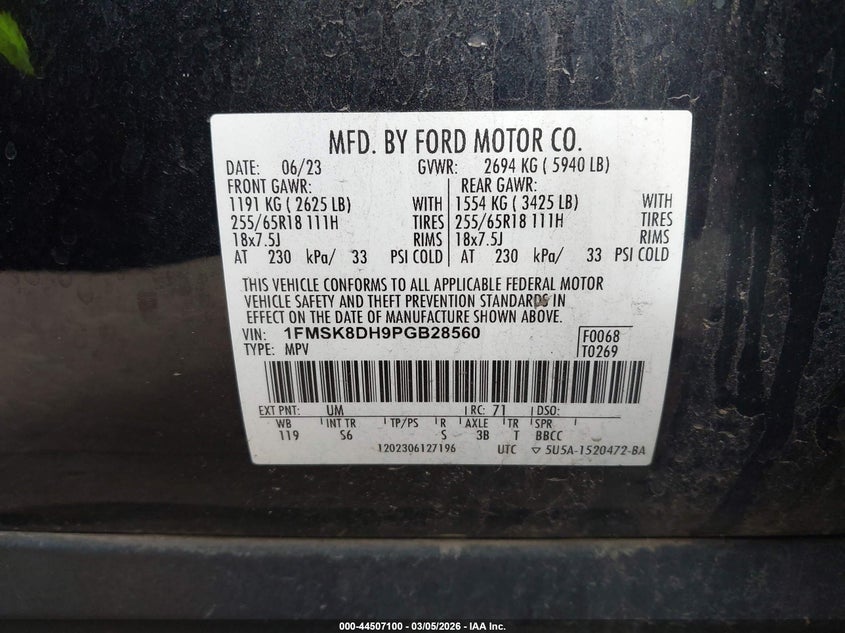 MFD. BY FORD MOTOR CO.
DATE: 06/23 GVWR: 2694 KG ( 5940 LB)
FRONT GAWR: REAR GAWR:
1191 KG ( 2625 LB) WITH 1554 KG ( 3425 LB) WITH
255/65R18 111H TIRES 255/65R18 111H TIRES
18x7.5J RIMS 18x7.5J RIMS
AT 230 kPa/ 33 PSI COLD AT 230 kPa/ 33 PSI COLD
THIS VEHICLE CONFORMS TO ALL APPLICABLE FEDERAL MOTOR
VEHICLE SAFETY AND THEFT PREVENTION STANDARDS IN
EFFECT ON THE DATE OF MANUFACTURE SHOWN ABOVE.
VIN: 1FMSK8DH9PGB28560 F0068
TYPE: MPV T0269
EXT PNT: UM RC: 71 DSO:
WB INT TR TP/PS R AXLE TR SPR
119 S6 S 3B T BBCC
1202306127196 UTC ▽ 5U5A-1520472-BA
000-44507100 - 03/05/2026 - IAA Inc.